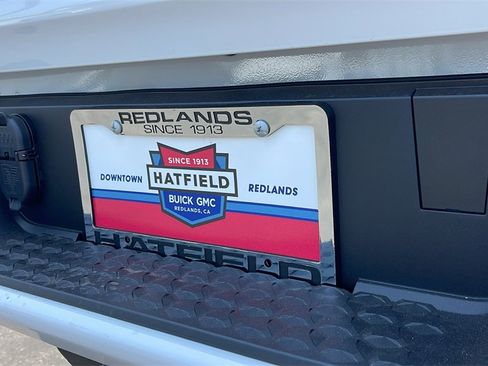 REDLANDS
SINCE 1913
SINCE 1913
DOWNTOWN HATFIELD REDLANDS
BUICK GMC
REDLANDS, CA
HATFIELD